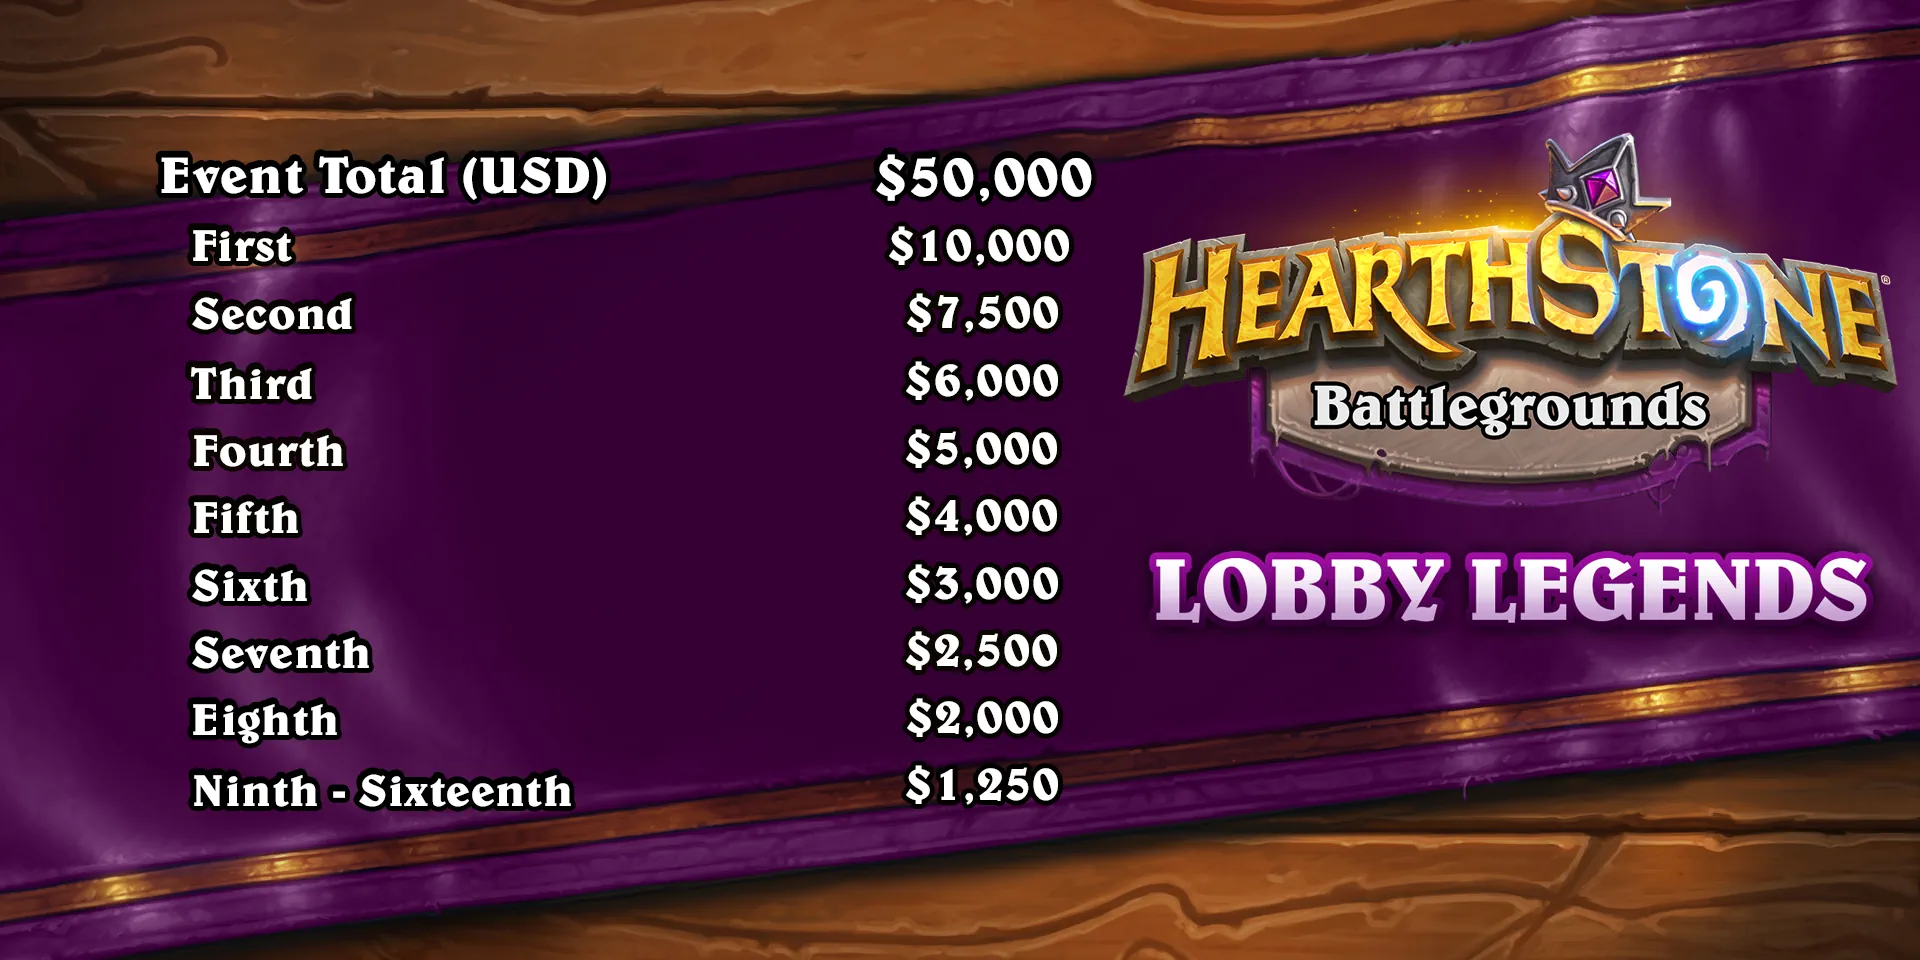 Event Total (USD) $50,000
First $10,000
Second $7,500
Third $6,000
Fourth $5,000
Fifth $4,000
Sixth $3,000
Seventh $2,500
Eighth $2,000
Ninth - Sixteenth $1,250
HEARTHSTONE®
Battlegrounds
LOBBY LEGENDS